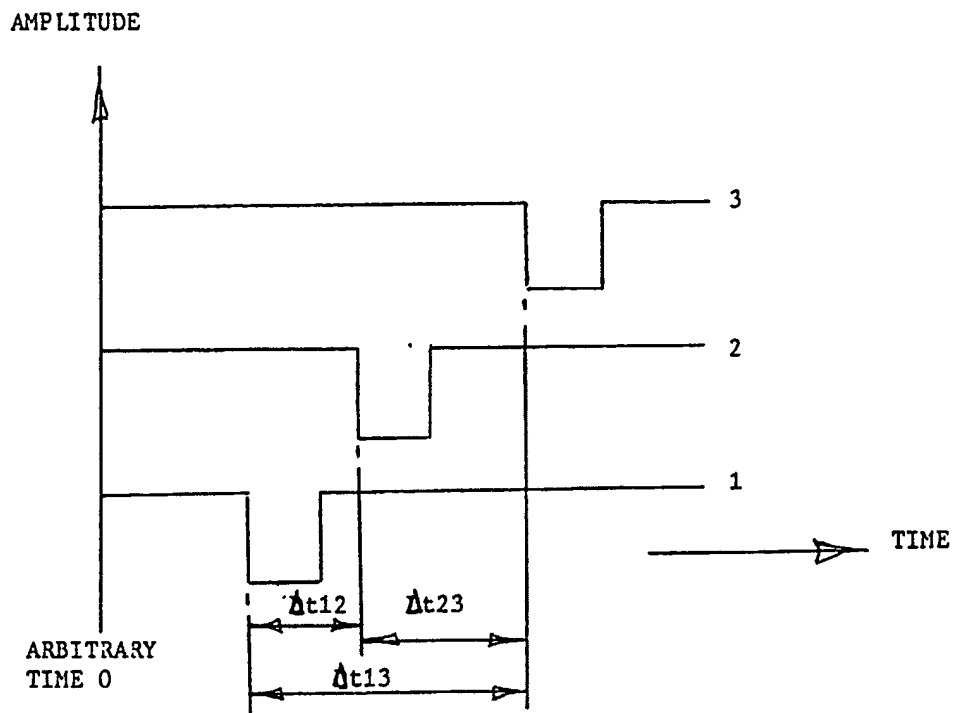 AMPLITUDE
3
2
1
TIME
Δt12
Δt23
ARBITRARY
TIME 0
Δt13